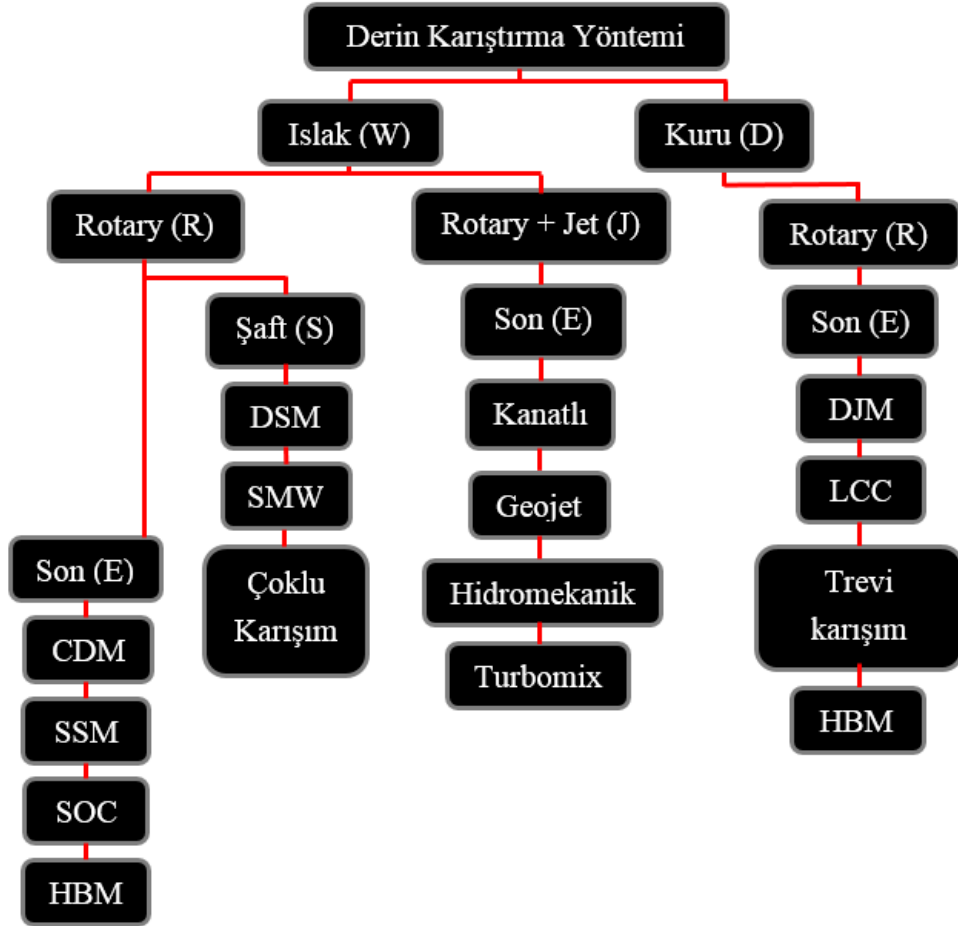 Derin Karıştırma Yöntemi
Islak (W)
Kuru (D)
Rotary (R)
Rotary + Jet (J)
Rotary (R)
Şaft (S)
Son (E)
Son (E)
DSM
Kanatlı
DJM
SMW
Geojet
LCC
Son (E)
Çoklu
Karışım
Hidromekanik
Trevi
karışım
CDM
Turbomix
SSM
HBM
SOC
HBM